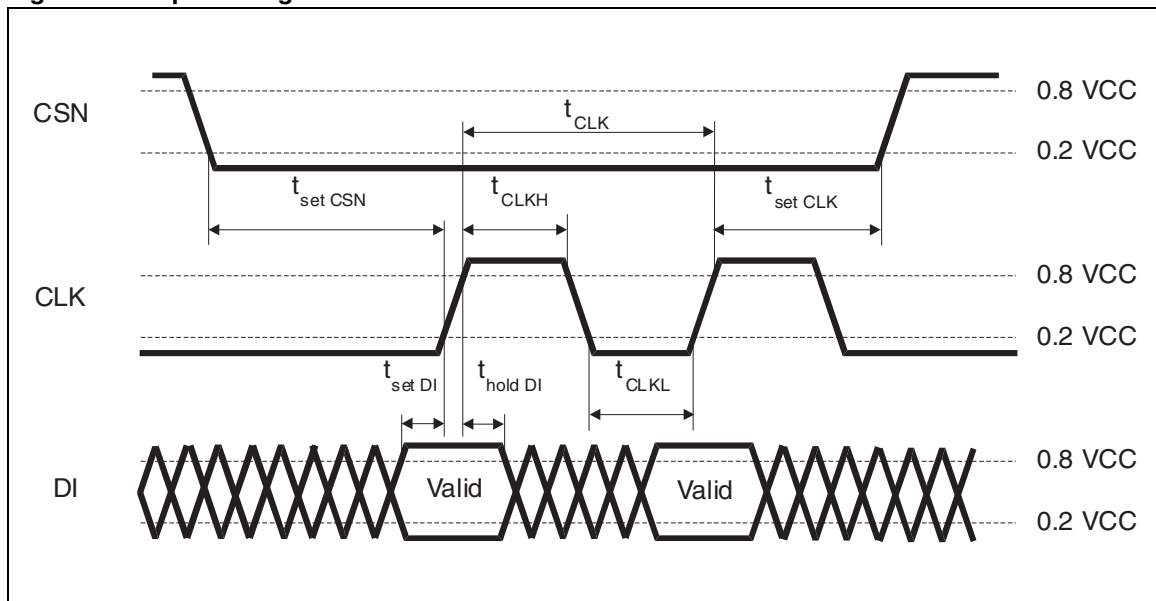 CSN
0.8 VCC
t CLK
0.2 VCC
t set CSN
t CLKH
t set CLK
CLK
0.8 VCC
0.2 VCC
t set DI
t hold DI
t CLKL
DI
0.8 VCC
Valid
Valid
0.2 VCC